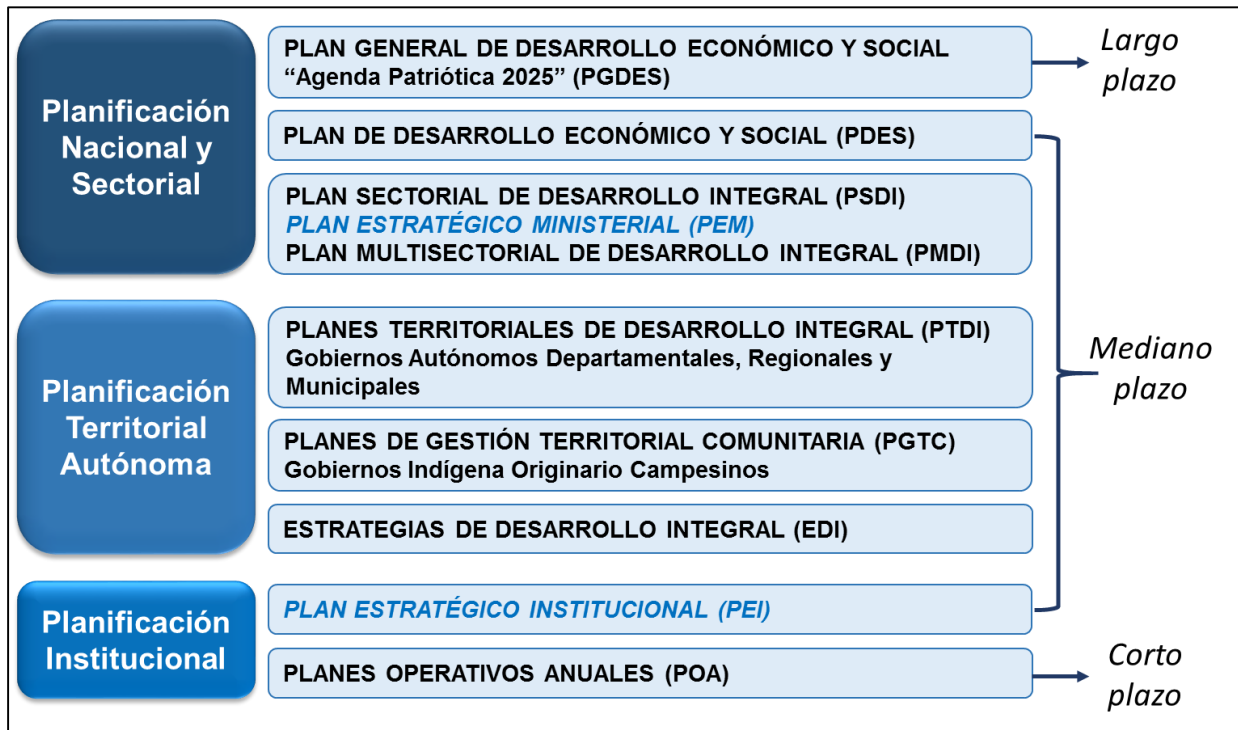 Planificación
Nacional y
Sectorial
PLAN GENERAL DE DESARROLLO ECONÓMICO Y SOCIAL
“Agenda Patriótica 2025” (PGDES)
Largo
plazo
PLAN DE DESARROLLO ECONÓMICO Y SOCIAL (PDES)
PLAN SECTORIAL DE DESARROLLO INTEGRAL (PSDI)
PLAN ESTRATÉGICO MINISTERIAL (PEM)
PLAN MULTISECTORIAL DE DESARROLLO INTEGRAL (PMDI)
Planificación
Territorial
Autónoma
PLANES TERRITORIALES DE DESARROLLO INTEGRAL (PTDI)
Gobiernos Autónomos Departamentales, Regionales y
Municipales
PLANES DE GESTIÓN TERRITORIAL COMUNITARIA (PGTC)
Gobiernos Indígena Originario Campesinos
ESTRATEGIAS DE DESARROLLO INTEGRAL (EDI)
Mediano
plazo
Planificación
Institucional
PLAN ESTRATÉGICO INSTITUCIONAL (PEI)
PLANES OPERATIVOS ANUALES (POA)
Corto
plazo